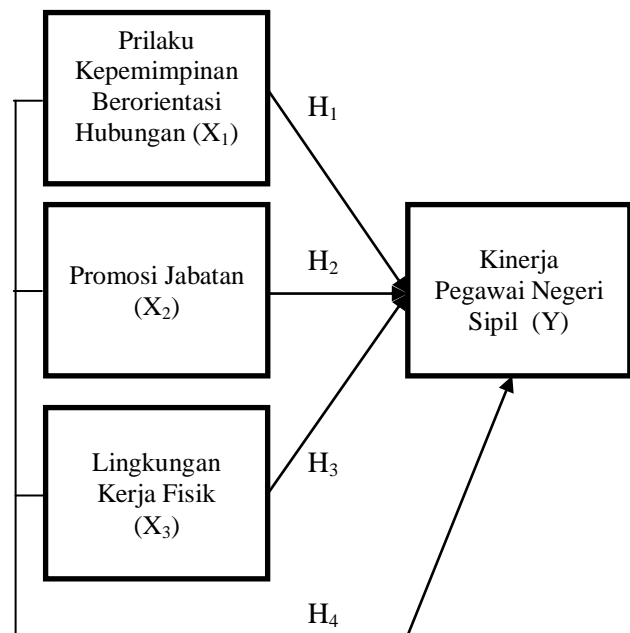 Prilaku
Kepemimpinan
Berorientasi
Hubungan (X₁)
H₁
Promosi Jabatan
(X₂)
H₂
Kinerja
Pegawai Negeri
Sipil (Y)
Lingkungan
Kerja Fisik
(X₃)
H₃
H₄